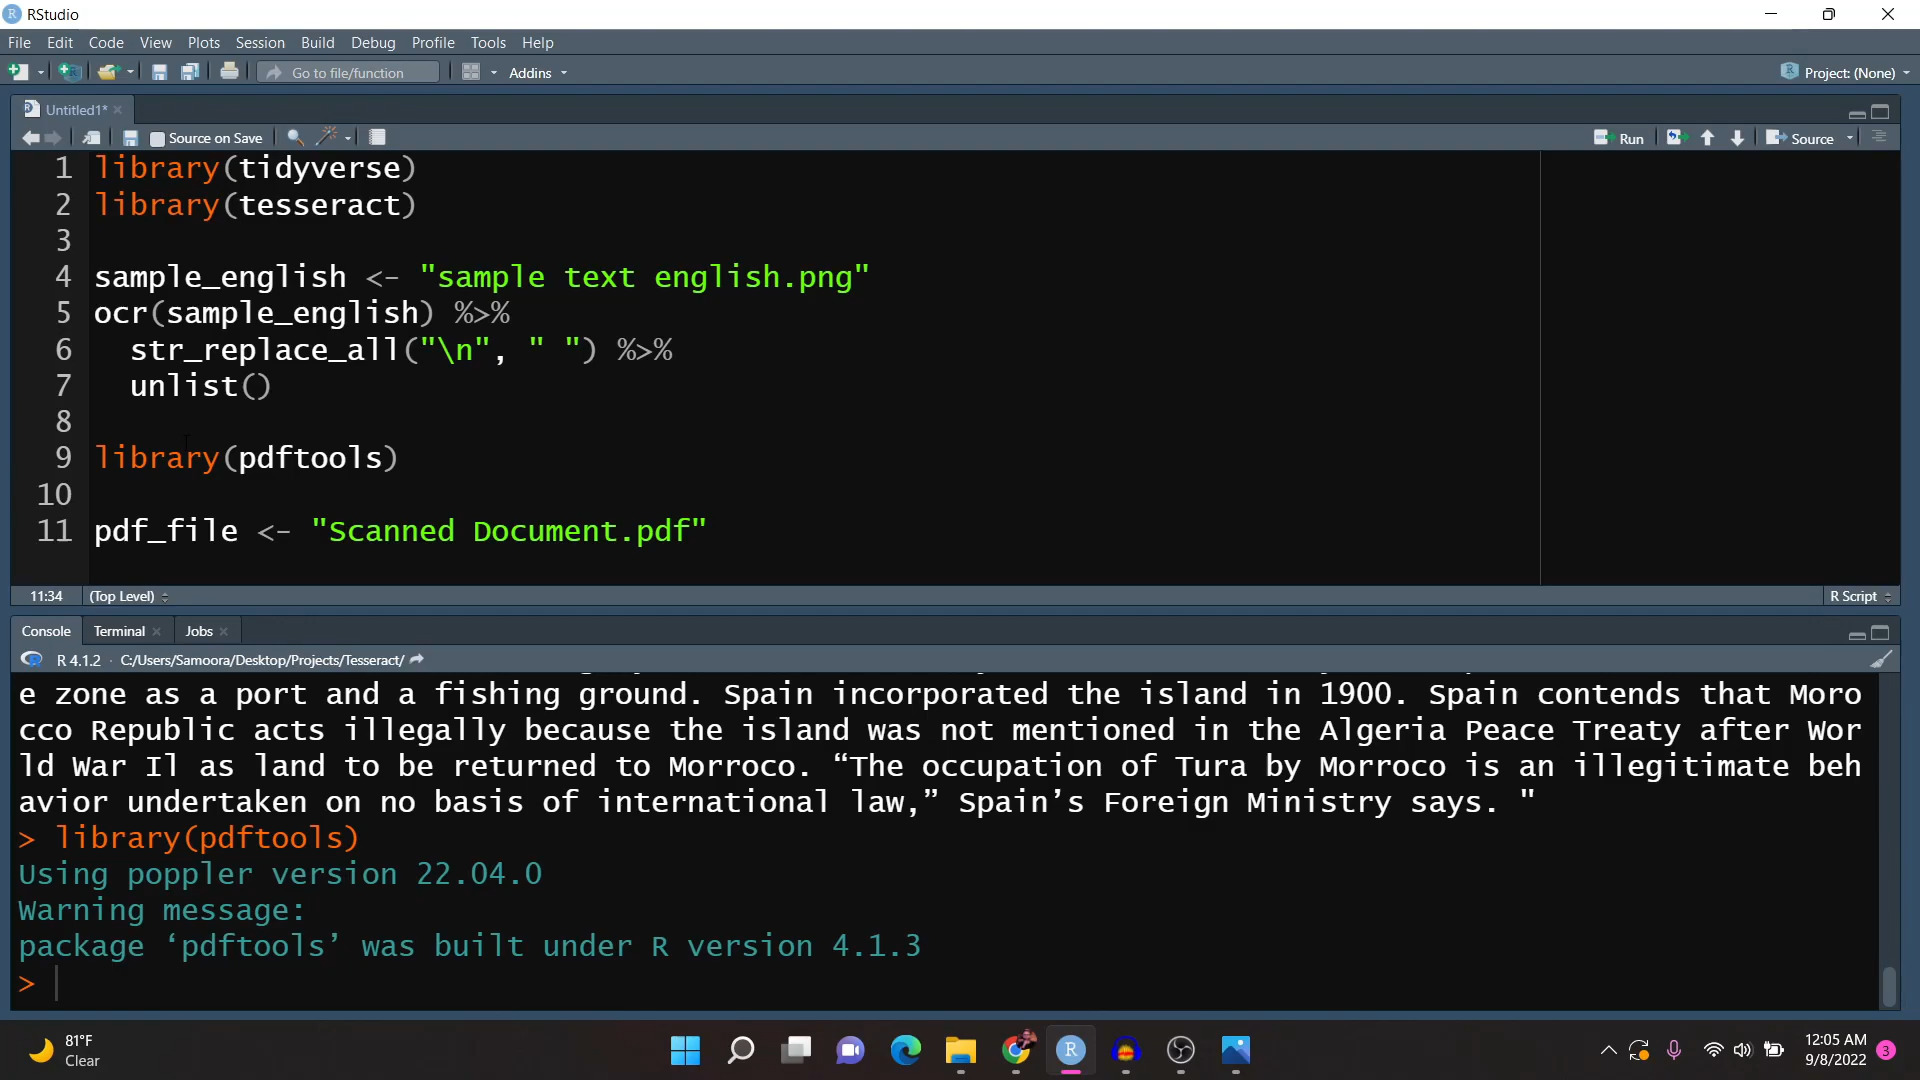 RStudio
File Edit Code View Plots Session Build Debug Profile Tools Help
Go to file/function Addins Project: (None)
Untitled1*
Source on Save Run Source
1 library(tidyverse)
2 library(tesseract)
3
4 sample_english <- "sample text english.png"
5 ocr(sample_english) %>%
6 str_replace_all("\n", " ") %>%
7 unlist()
8
9 library(pdftools)
10
11 pdf_file <- "Scanned Document.pdf"
11:34 (Top Level) R Script
Console Terminal Jobs
R 4.1.2 · C:/Users/Samoora/Desktop/Projects/Tesseract/
e zone as a port and a fishing ground. Spain incorporated the island in 1900. Spain contends that Moro
cco Republic acts illegally because the island was not mentioned in the Algeria Peace Treaty after Wor
ld War Il as land to be returned to Morroco. “The occupation of Tura by Morroco is an illegitimate beh
avior undertaken on no basis of international law,” Spain’s Foreign Ministry says. "
> library(pdftools)
Using poppler version 22.04.0
Warning message:
package ‘pdftools’ was built under R version 4.1.3
>
81°F
Clear
12:05 AM
9/8/2022
3